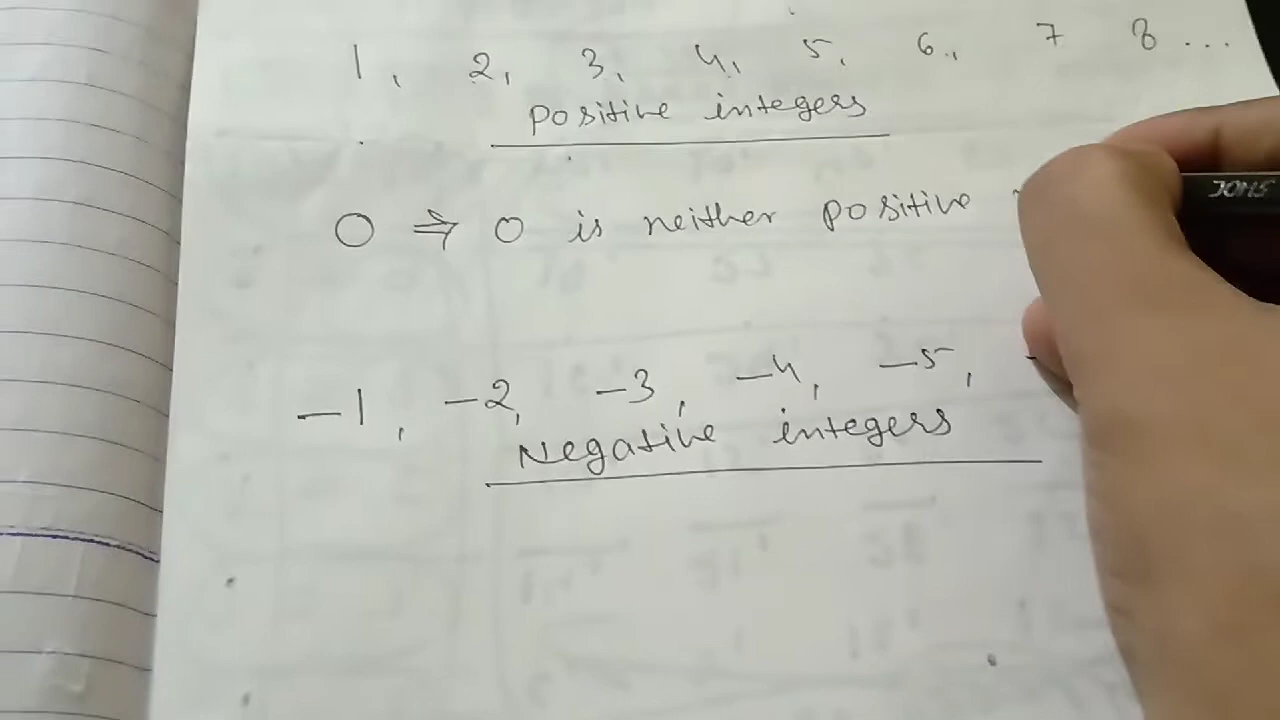 1, 2, 3, 4, 5, 6, 7 8 ...
positive integers
0 ⇒ 0 is neither positive
-1, -2, -3, -4, -5,
Negative integers